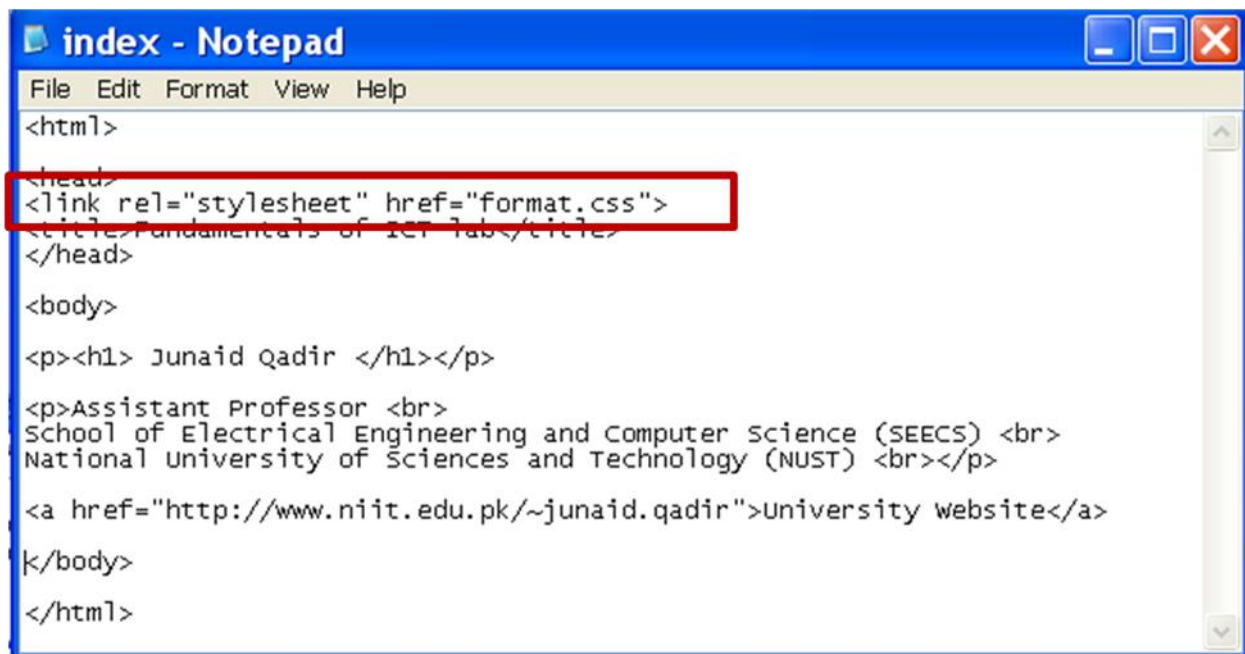 index - Notepad
File Edit Format View Help
<html>
<head>
<link rel="stylesheet" href="format.css">
<title>Fundamentals of ICT lab</title>
</head>
<body>
<p><h1> Junaid Qadir </h1></p>
<p>Assistant Professor <br>
School of Electrical Engineering and Computer Science (SEECS) <br>
National University of Sciences and Technology (NUST) <br></p>
<a href="http://www.niit.edu.pk/~junaid.qadir">University Website</a>
</body>
</html>